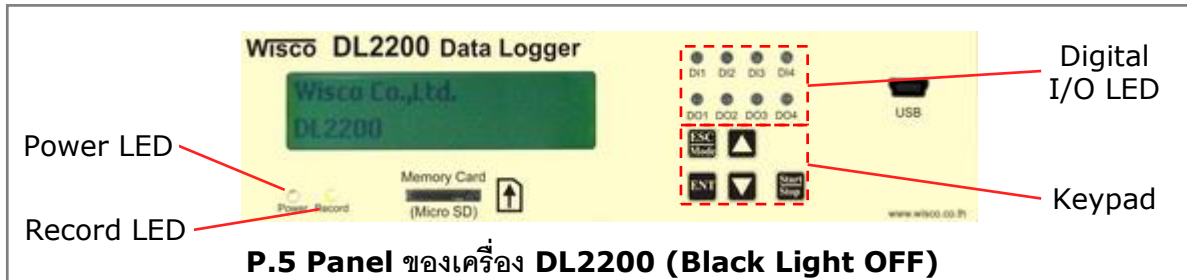 Wisco DL2200 Data Logger
Wisco Co.,Ltd.
DL2200
DI1 DI2 DI3 DI4
DO1 DO2 DO3 DO4
USB
Digital
I/O LED
ESC
Mode
ENT
Start
Stop
Keypad
Power LED
Record LED
Power Record
Memory Card
(Micro SD)
www.wisco.co.th
P.5 Panel ของเครื่อง DL2200 (Black Light OFF)